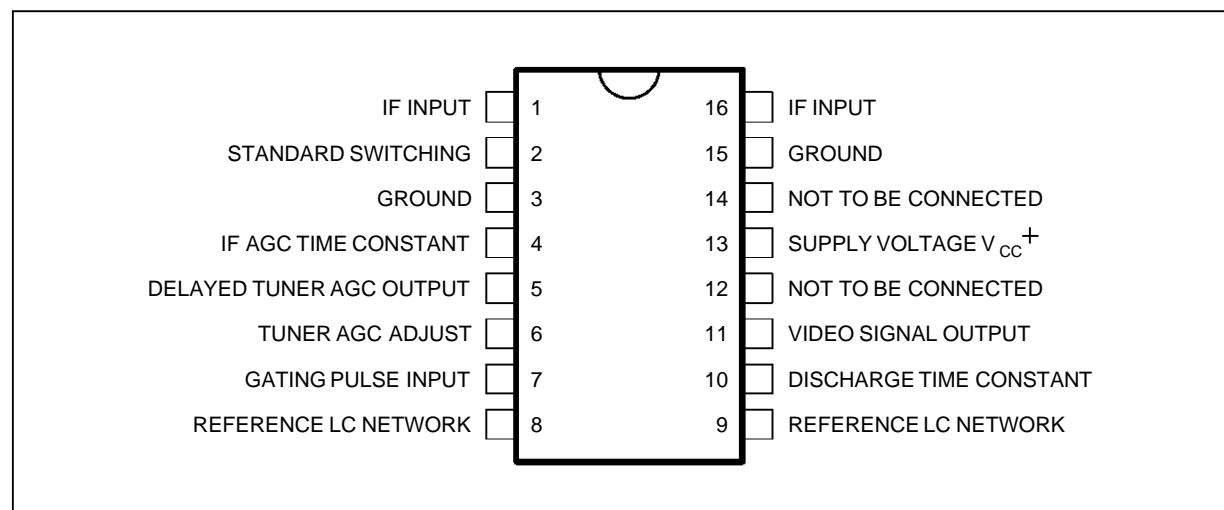 IF INPUT 1 16 IF INPUT
STANDARD SWITCHING 2 15 GROUND
GROUND 3 14 NOT TO BE CONNECTED
IF AGC TIME CONSTANT 4 13 SUPPLY VOLTAGE V CC +
DELAYED TUNER AGC OUTPUT 5 12 NOT TO BE CONNECTED
TUNER AGC ADJUST 6 11 VIDEO SIGNAL OUTPUT
GATING PULSE INPUT 7 10 DISCHARGE TIME CONSTANT
REFERENCE LC NETWORK 8 9 REFERENCE LC NETWORK